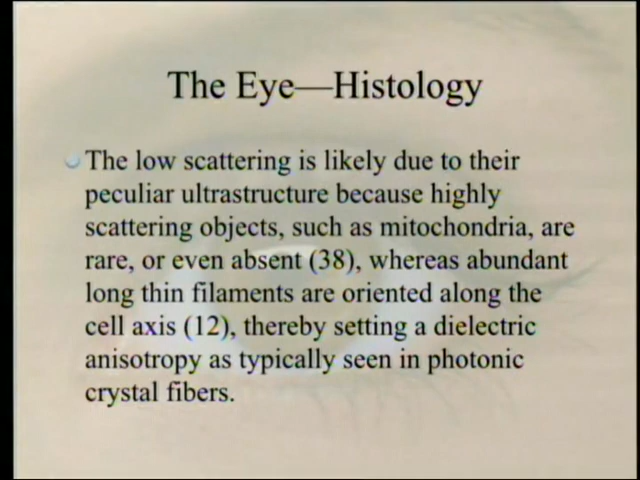 The Eye—Histology
The low scattering is likely due to their
peculiar ultrastructure because highly
scattering objects, such as mitochondria, are
rare, or even absent (38), whereas abundant
long thin filaments are oriented along the
cell axis (12), thereby setting a dielectric
anisotropy as typically seen in photonic
crystal fibers.